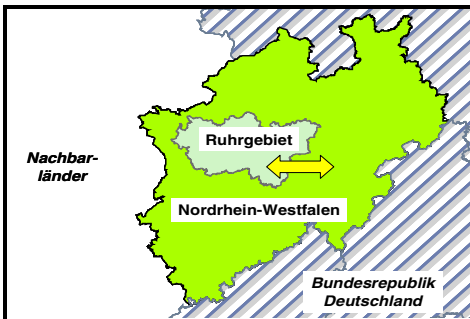 Ruhrgebiet
Nachbar-
länder
Nordrhein-Westfalen
Bundesrepublik
Deutschland